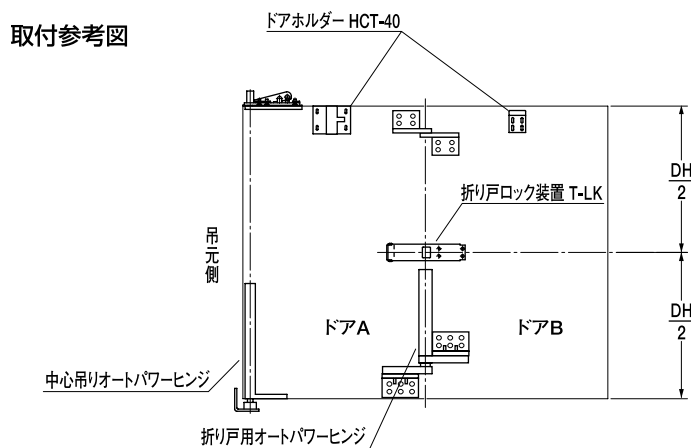 取付参考図
ドアホルダー HCT-40
DH
2
折り戸ロック装置 T-LK
吊元側
ドアA
ドアB
DH
2
中心吊りオートパワーヒンジ
折り戸用オートパワーヒンジ